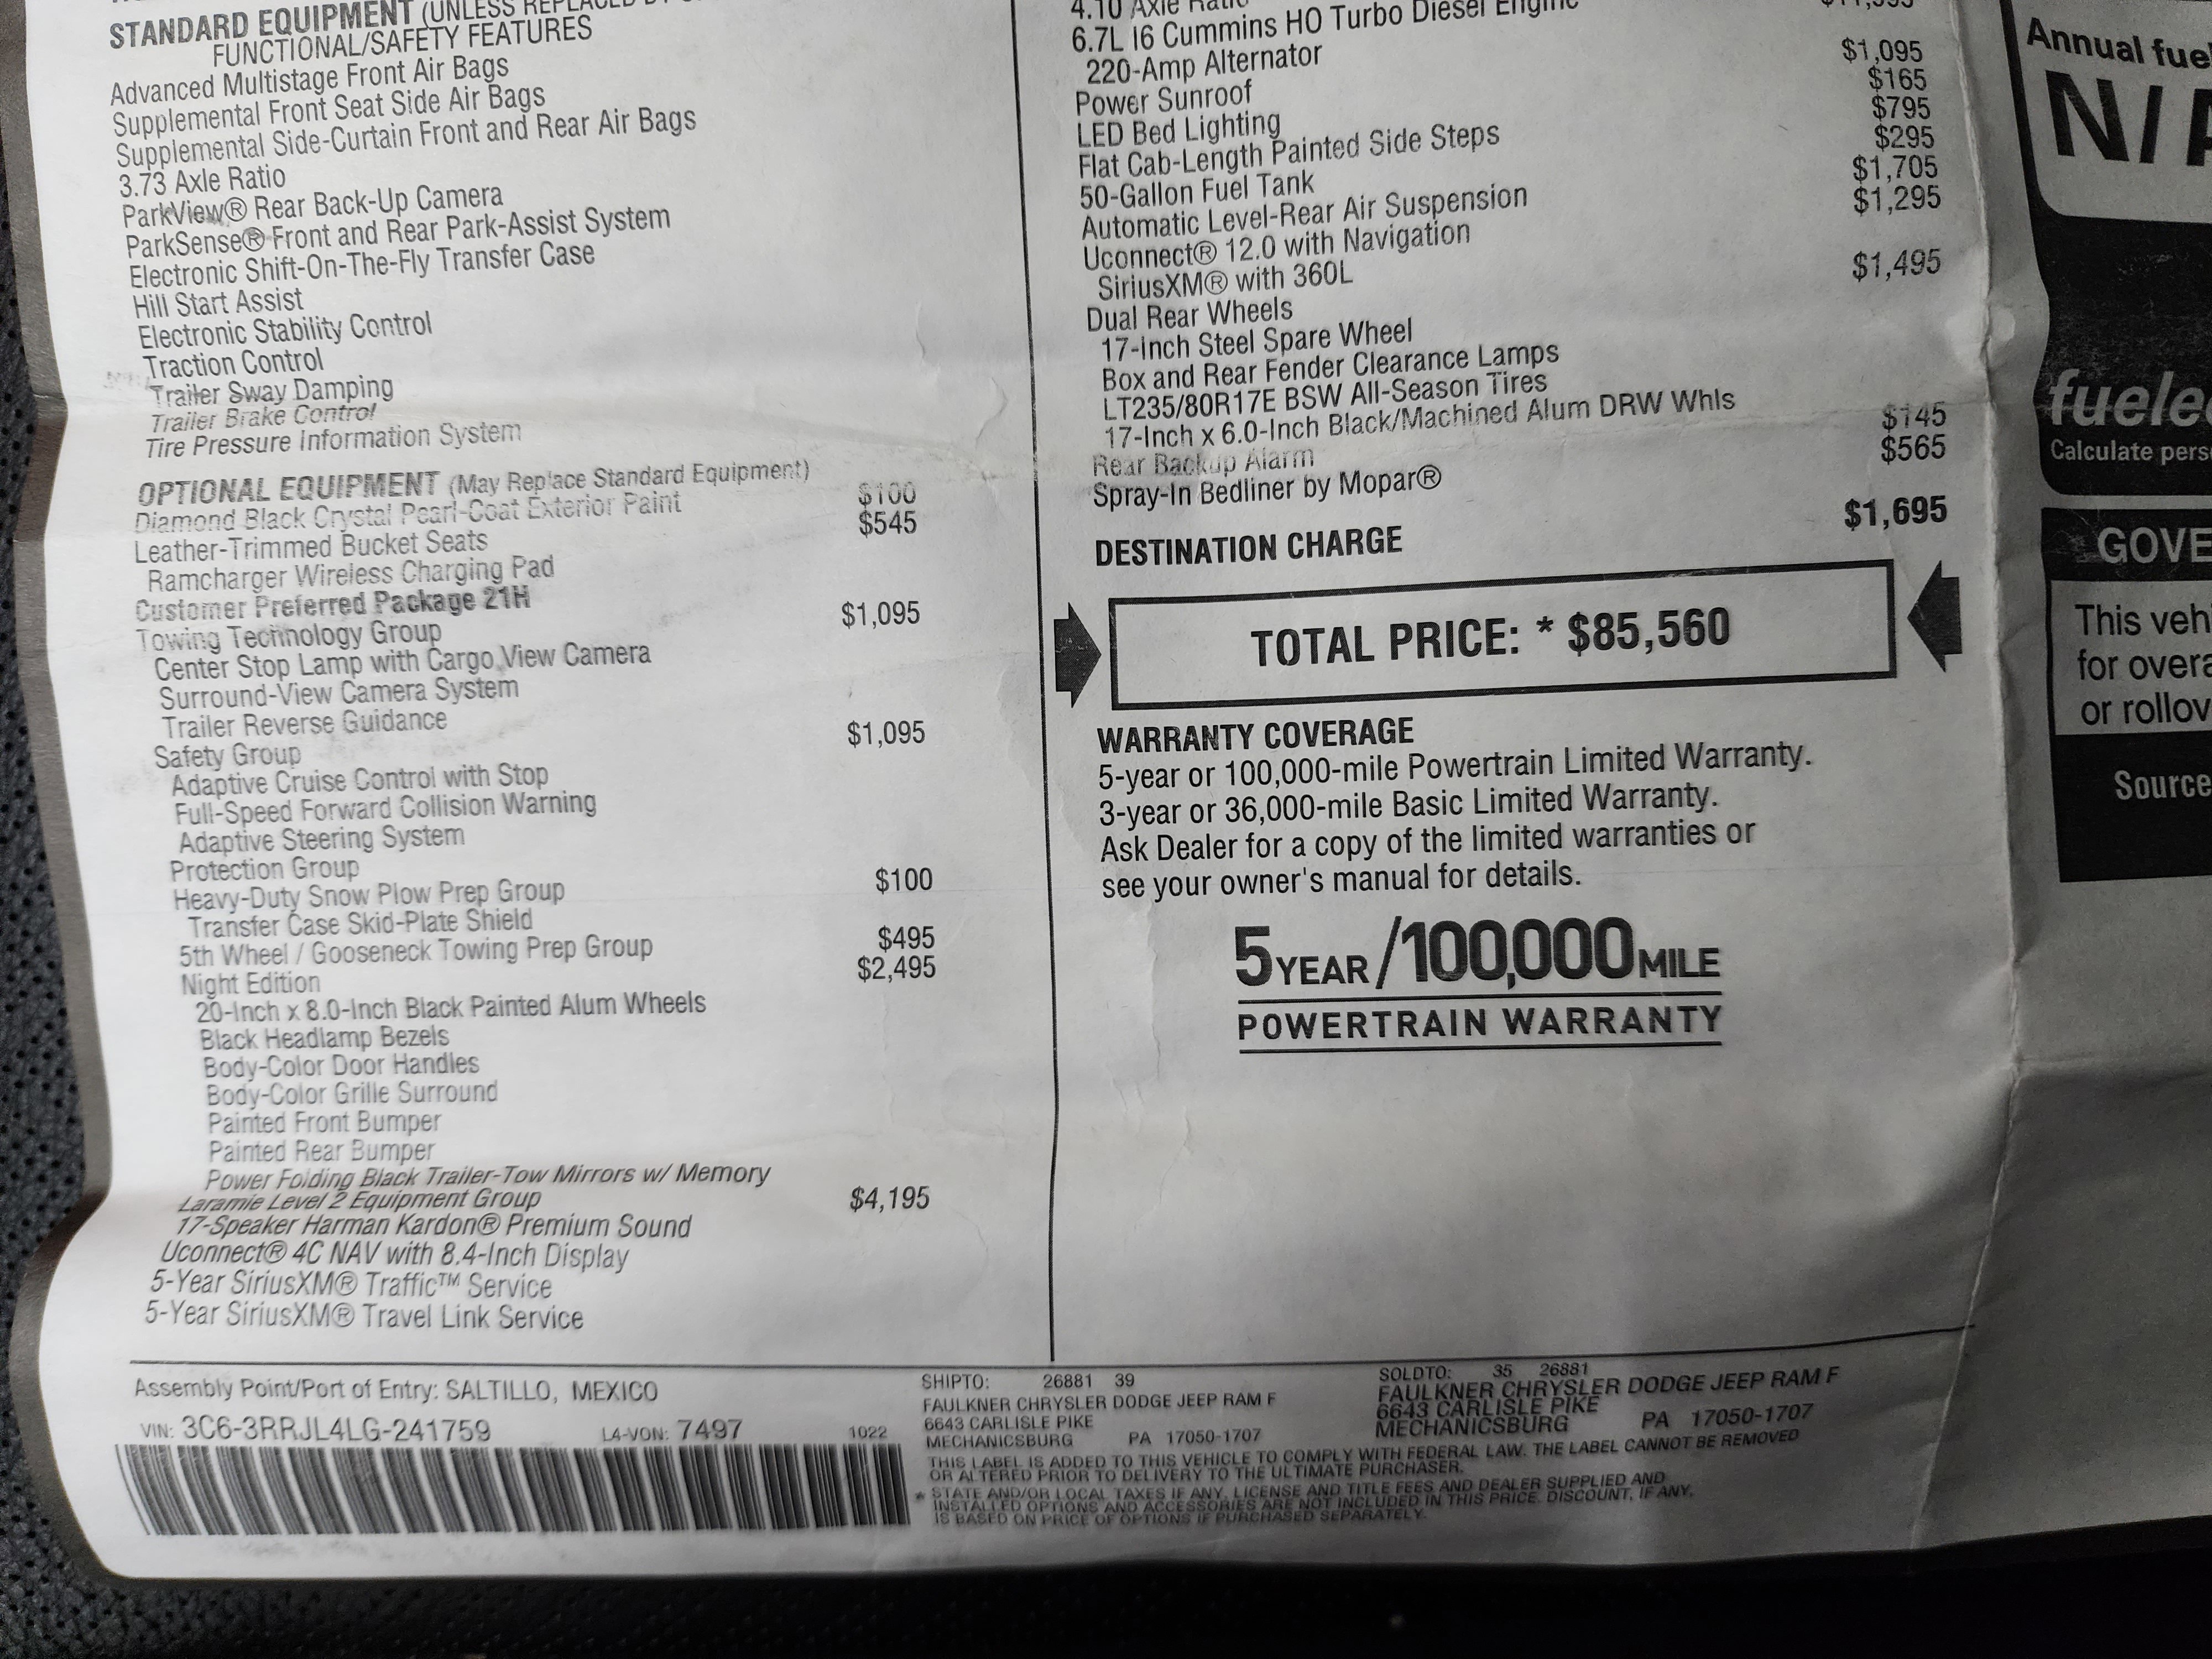 STANDARD EQUIPMENT (UNLESS REPLACED BY
FUNCTIONAL/SAFETY FEATURES
Advanced Multistage Front Air Bags
Supplemental Front Seat Side Air Bags
Supplemental Side-Curtain Front and Rear Air Bags
3.73 Axle Ratio
ParkView® Rear Back-Up Camera
ParkSense® Front and Rear Park-Assist System
Electronic Shift-On-The-Fly Transfer Case
Hill Start Assist
Electronic Stability Control
Traction Control
Trailer Sway Damping
Trailer Brake Control
Tire Pressure Information System
OPTIONAL EQUIPMENT (May Replace Standard Equipment)
Diamond Black Crystal Pearl-Coat Exterior Paint $100
Leather-Trimmed Bucket Seats $545
Ramcharger Wireless Charging Pad
Customer Preferred Package 21H
Towing Technology Group $1,095
Center Stop Lamp with Cargo View Camera
Surround-View Camera System
Trailer Reverse Guidance
Safety Group $1,095
Adaptive Cruise Control with Stop
Full-Speed Forward Collision Warning
Adaptive Steering System
Protection Group
Heavy-Duty Snow Plow Prep Group $100
Transfer Case Skid-Plate Shield
5th Wheel / Gooseneck Towing Prep Group $495
Night Edition $2,495
20-Inch x 8.0-Inch Black Painted Alum Wheels
Black Headlamp Bezels
Body-Color Door Handles
Body-Color Grille Surround
Painted Front Bumper
Painted Rear Bumper
Power Folding Black Trailer-Tow Mirrors w/ Memory
Laramie Level 2 Equipment Group $4,195
17-Speaker Harman Kardon® Premium Sound
Uconnect® 4C NAV with 8.4-Inch Display
5-Year SiriusXM® Traffic™ Service
5-Year SiriusXM® Travel Link Service
4.10 Axle Ratio
6.7L I6 Cummins HO Turbo Diesel Engine
220-Amp Alternator
Power Sunroof $1,095
LED Bed Lighting $165
Flat Cab-Length Painted Side Steps $795
50-Gallon Fuel Tank $295
Automatic Level-Rear Air Suspension $1,705
Uconnect® 12.0 with Navigation $1,295
SiriusXM® with 360L
Dual Rear Wheels $1,495
17-Inch Steel Spare Wheel
Box and Rear Fender Clearance Lamps
LT235/80R17E BSW All-Season Tires
17-Inch x 6.0-Inch Black/Machined Alum DRW Whls
Rear Backup Alarm $145
Spray-In Bedliner by Mopar® $565
DESTINATION CHARGE $1,695
TOTAL PRICE: * $85,560
WARRANTY COVERAGE
5-year or 100,000-mile Powertrain Limited Warranty.
3-year or 36,000-mile Basic Limited Warranty.
Ask Dealer for a copy of the limited warranties or
see your owner's manual for details.
5 YEAR/100,000 MILE
POWERTRAIN WARRANTY
Annual fue
N/A
fuele
Calculate pers
GOVE
This veh
for overa
or rollov
Source
Assembly Point/Port of Entry: SALTILLO, MEXICO
VIN: 3C6-3RRJL4LG-241759 L4-VON: 7497 1022
SHIPTO: 26881 39
FAULKNER CHRYSLER DODGE JEEP RAM F
6643 CARLISLE PIKE
MECHANICSBURG PA 17050-1707
SOLDTO: 35 26881
FAULKNER CHRYSLER DODGE JEEP RAM F
6643 CARLISLE PIKE
MECHANICSBURG PA 17050-1707
THIS LABEL IS ADDED TO THIS VEHICLE TO COMPLY WITH FEDERAL LAW. THE LABEL CANNOT BE REMOVED
OR ALTERED PRIOR TO DELIVERY TO THE ULTIMATE PURCHASER.
* STATE AND/OR LOCAL TAXES IF ANY, LICENSE AND TITLE FEES AND DEALER SUPPLIED AND
INSTALLED OPTIONS AND ACCESSORIES ARE NOT INCLUDED IN THIS PRICE. DISCOUNT, IF ANY,
IS BASED ON PRICE OF OPTIONS IF PURCHASED SEPARATELY.